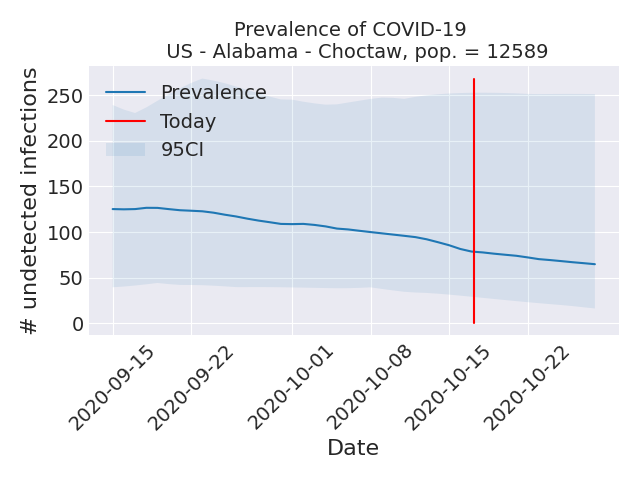 Prevalence of COVID-19
US - Alabama - Choctaw, pop. = 12589
# undetected infections
250
200
150
100
50
0
Prevalence
Today
95CI
2020-09-15
2020-09-22
2020-10-01
2020-10-08
2020-10-15
2020-10-22
Date